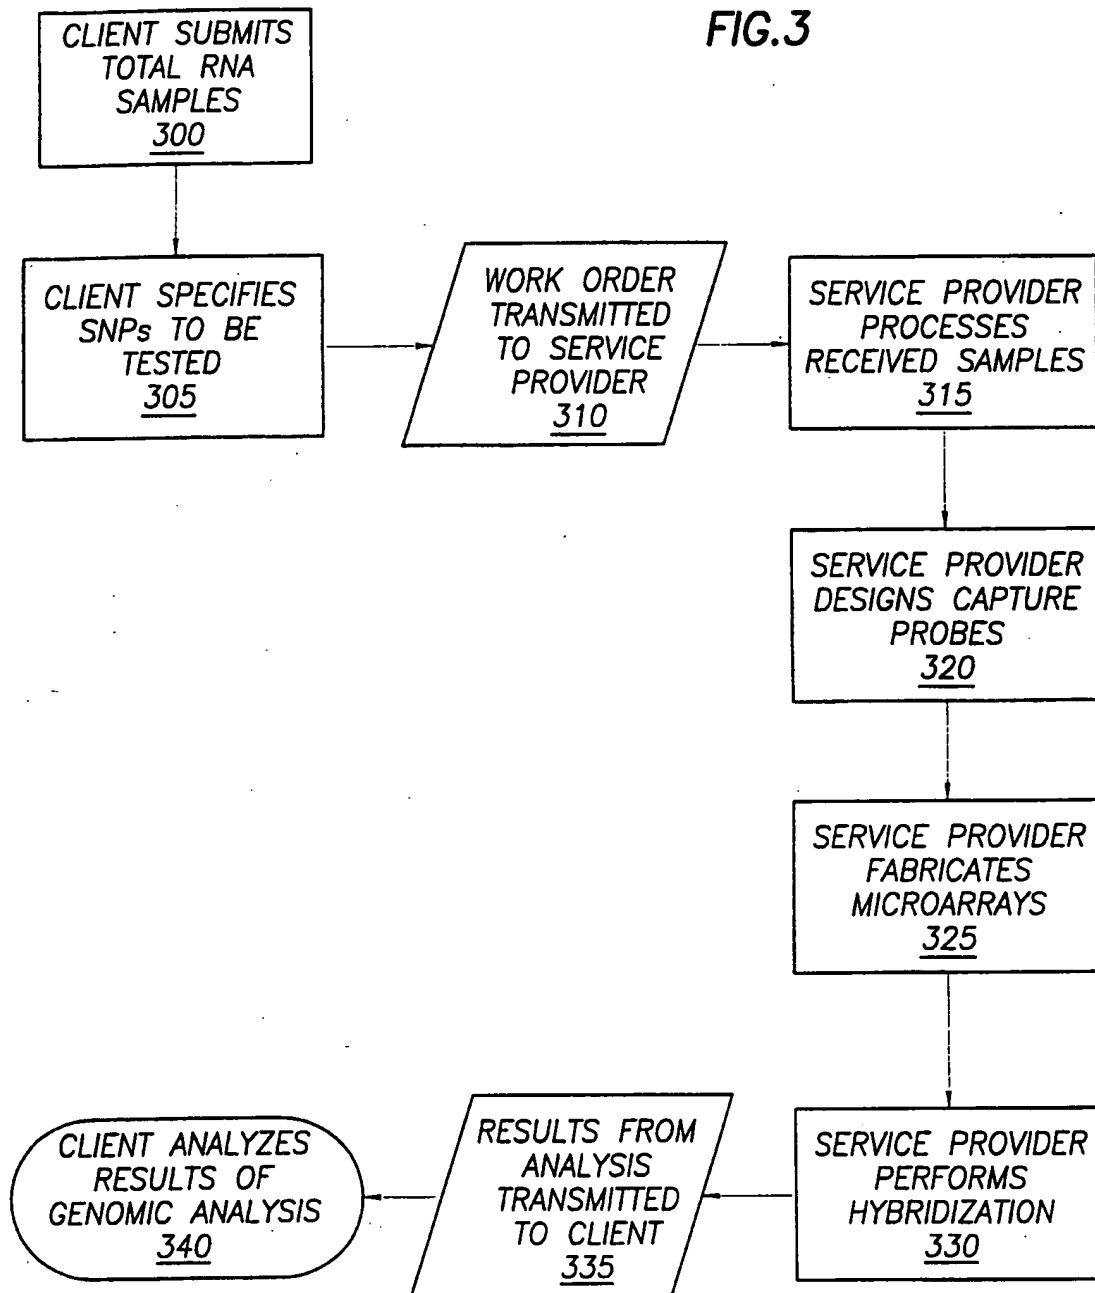 FIG.3
CLIENT SUBMITS
TOTAL RNA
SAMPLES
300
CLIENT SPECIFIES
SNPs TO BE
TESTED
305
WORK ORDER
TRANSMITTED
TO SERVICE
PROVIDER
310
SERVICE PROVIDER
PROCESSES
RECEIVED SAMPLES
315
SERVICE PROVIDER
DESIGNS CAPTURE
PROBES
320
SERVICE PROVIDER
FABRICATES
MICROARRAYS
325
SERVICE PROVIDER
PERFORMS
HYBRIDIZATION
330
RESULTS FROM
ANALYSIS
TRANSMITTED
TO CLIENT
335
CLIENT ANALYZES
RESULTS OF
GENOMIC ANALYSIS
340